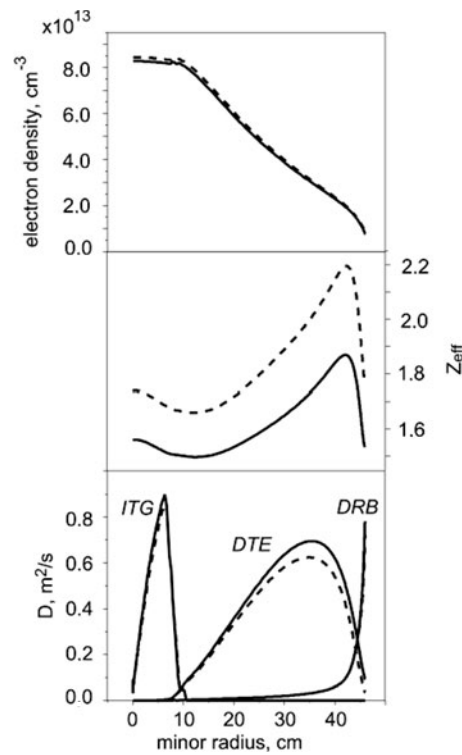 x10¹³
8.0
6.0
4.0
2.0
0.0
electron density, cm⁻³
2.2
2.0
1.8
1.6
Z_eff
ITG
DTE
DRB
0.8
0.6
0.4
0.2
0.0
D, m²/s
0 10 20 30 40
minor radius, cm